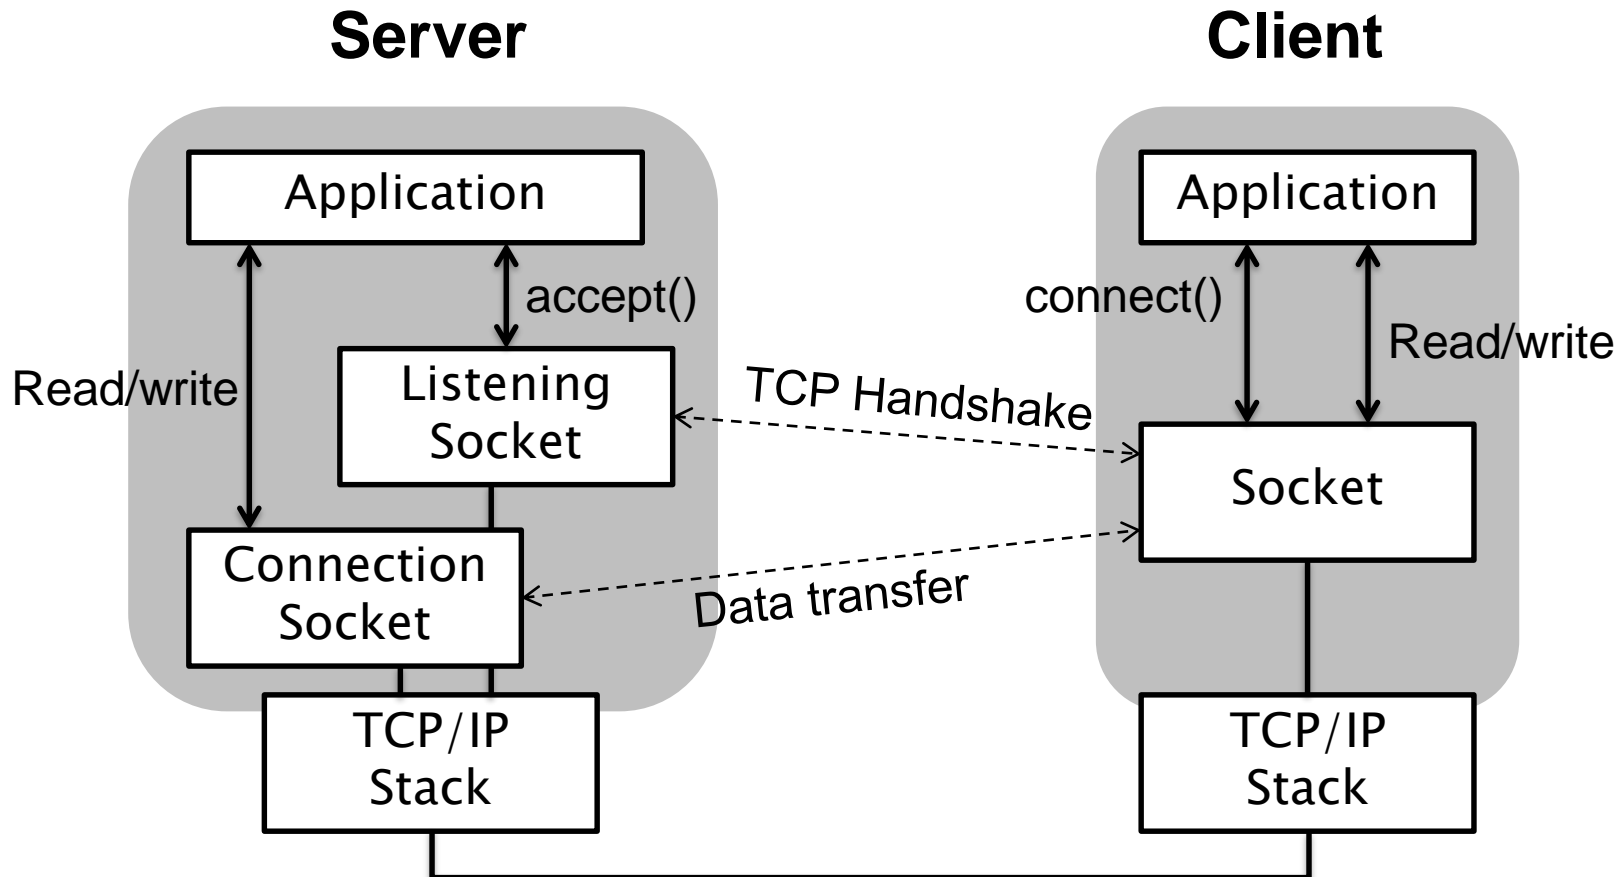 Server
Client
Application
Application
accept()
connect()
Read/write
Read/write
Listening
Socket
TCP Handshake
Socket
Connection
Socket
Data transfer
TCP/IP
Stack
TCP/IP
Stack